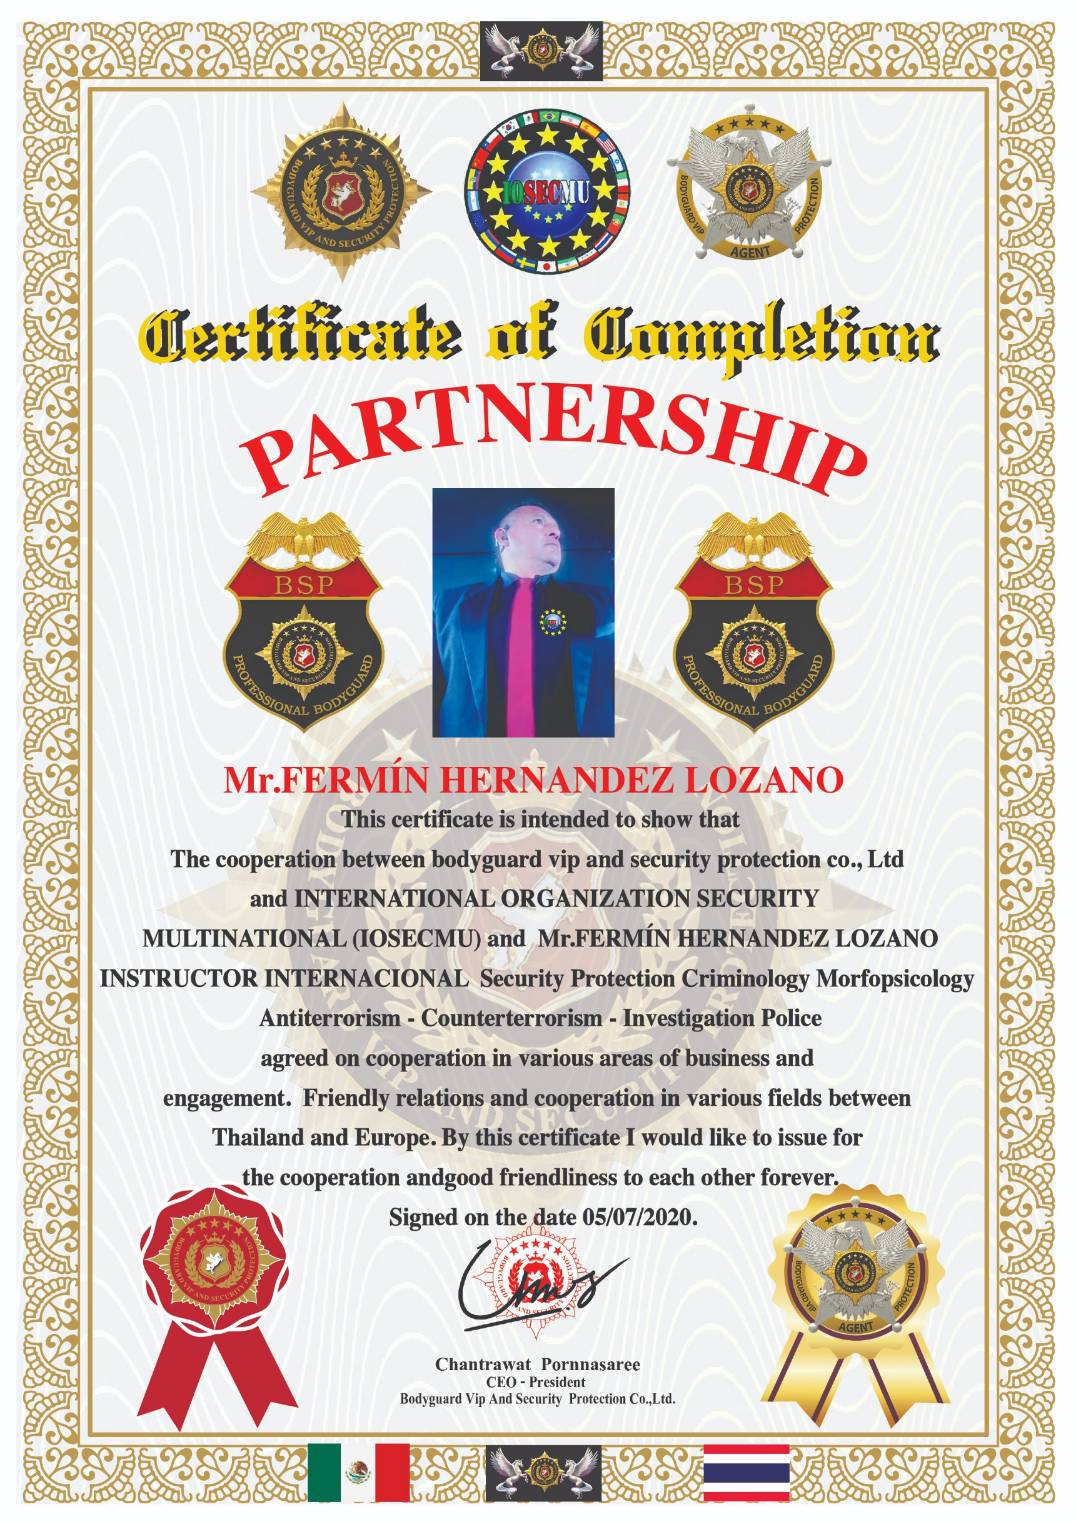 BODYGUARD VIP AND SECURITY PROTECTION
IOSECMU
BODYGUARD VIP PROTECTION
AGENT
Certificate of Completion
PARTNERSHIP
BSP
PROFESSIONAL BODYGUARD
BSP
PROFESSIONAL BODYGUARD
Mr.FERMÍN HERNANDEZ LOZANO
This certificate is intended to show that
The cooperation between bodyguard vip and security protection co., Ltd
and INTERNATIONAL ORGANIZATION SECURITY
MULTINATIONAL (IOSECMU) and Mr.FERMÍN HERNANDEZ LOZANO
INSTRUCTOR INTERNACIONAL Security Protection Criminology Morfopsicology
Antiterrorism - Counterterrorism - Investigation Police
agreed on cooperation in various areas of business and
engagement. Friendly relations and cooperation in various fields between
Thailand and Europe. By this certificate I would like to issue for
the cooperation andgood friendliness to each other forever.
Signed on the date 05/07/2020.
BODYGUARD VIP AND SECURITY PROTECTION
BODYGUARD VIP PROTECTION
AGENT
Chantrawat Pornnasaree
CEO - President
Bodyguard Vip And Security Protection Co.,Ltd.